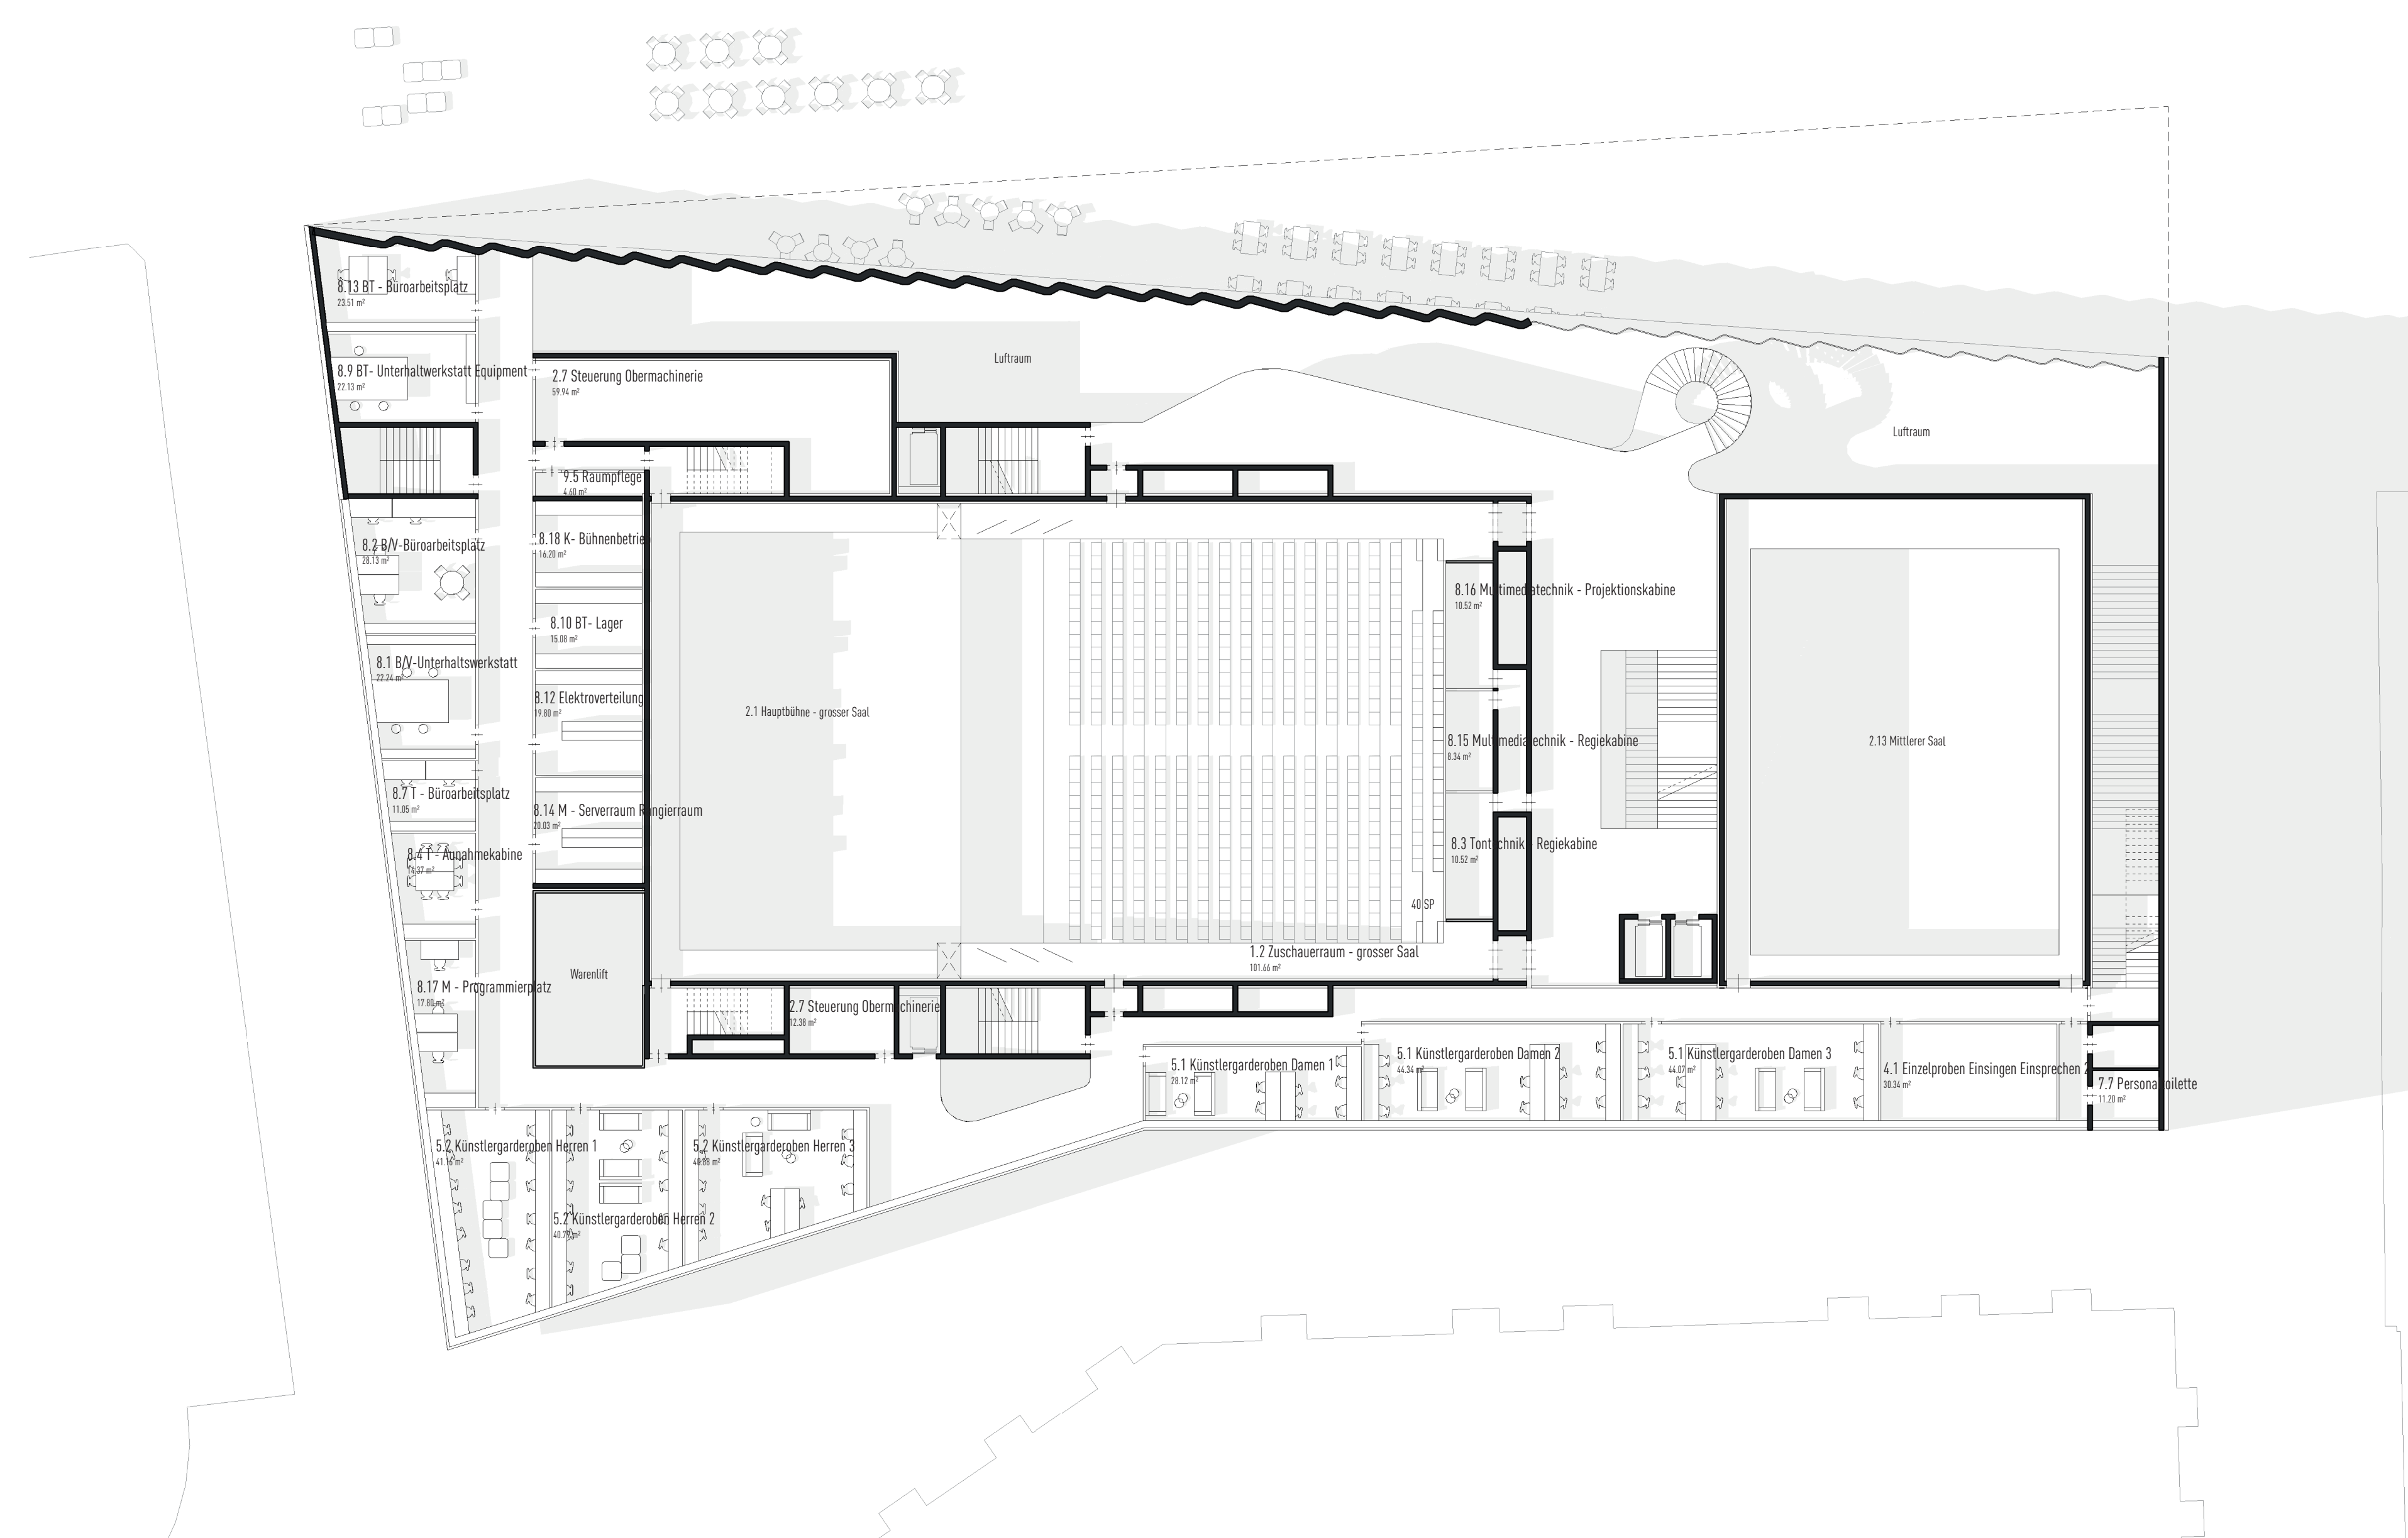 8.13 BT - Büroarbeitsplatz
23.51 m²
8.9 BT- Unterhaltwerkstatt Equipment
22.13 m²
2.7 Steuerung Obermachinerie
59.94 m²
Luftraum
Luftraum
9.5 Raumpflege
4.60 m²
8.2 B/V-Büroarbeitsplatz
28.13 m²
8.18 K- Bühnenbetrie
16.20 m²
8.10 BT- Lager
15.08 m²
8.1 B/V-Unterhaltswerkstatt
22.24 m²
8.12 Elektroverteilung
19.80 m²
8.7 T - Büroarbeitsplatz
11.05 m²
8.14 M - Serverraum Rangierraum
20.03 m²
8.4 T - Aunahmekabine
14.37 m²
Warenlift
8.17 M - Programmierplatz
17.80 m²
2.1 Hauptbühne - grosser Saal
8.16 Multimediatechnik - Projektionskabine
10.52 m²
8.15 Multimediatechnik - Regiekabine
8.34 m²
8.3 Tontechnik - Regiekabine
10.52 m²
40 SP
1.2 Zuschauerraum - grosser Saal
101.66 m²
2.13 Mittlerer Saal
2.7 Steuerung Obermachinerie
12.38 m²
5.1 Künstlergarderoben Damen 1
28.12 m²
5.1 Künstlergarderoben Damen 2
44.34 m²
5.1 Künstlergarderoben Damen 3
44.07 m²
4.1 Einzelproben Einsingen Einsprechen 2
30.34 m²
7.7 Personaltoilette
11.20 m²
5.2 Künstlergarderoben Herren 1
5.2 Künstlergarderoben Herren 2
5.2 Künstlergarderoben Herren 3